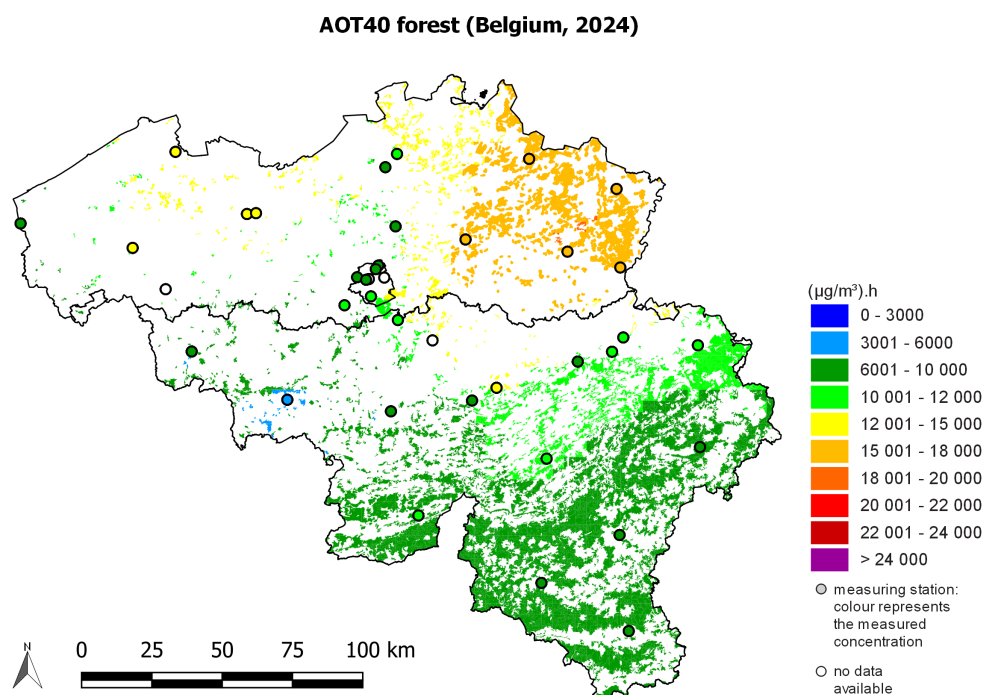 AOT40 forest (Belgium, 2024)
(µg/m³).h
0 - 3000
3001 - 6000
6001 - 10 000
10 001 - 12 000
12 001 - 15 000
15 001 - 18 000
18 001 - 20 000
20 001 - 22 000
22 001 - 24 000
> 24 000
measuring station:
colour represents
the measured
concentration
no data
available
N
0 25 50 75 100 km